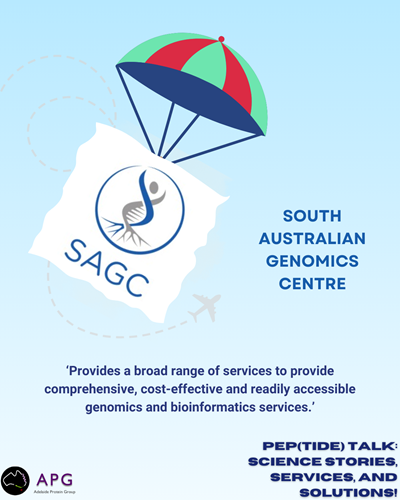 SAGC
SOUTH
AUSTRALIAN
GENOMICS
CENTRE
‘Provides a broad range of services to provide
comprehensive, cost-effective and readily accessible
genomics and bioinformatics services.’
PEP(TIDE) TALK:
SCIENCE STORIES,
SERVICES, AND
SOLUTIONS!
APG
Adelaide Protein Group